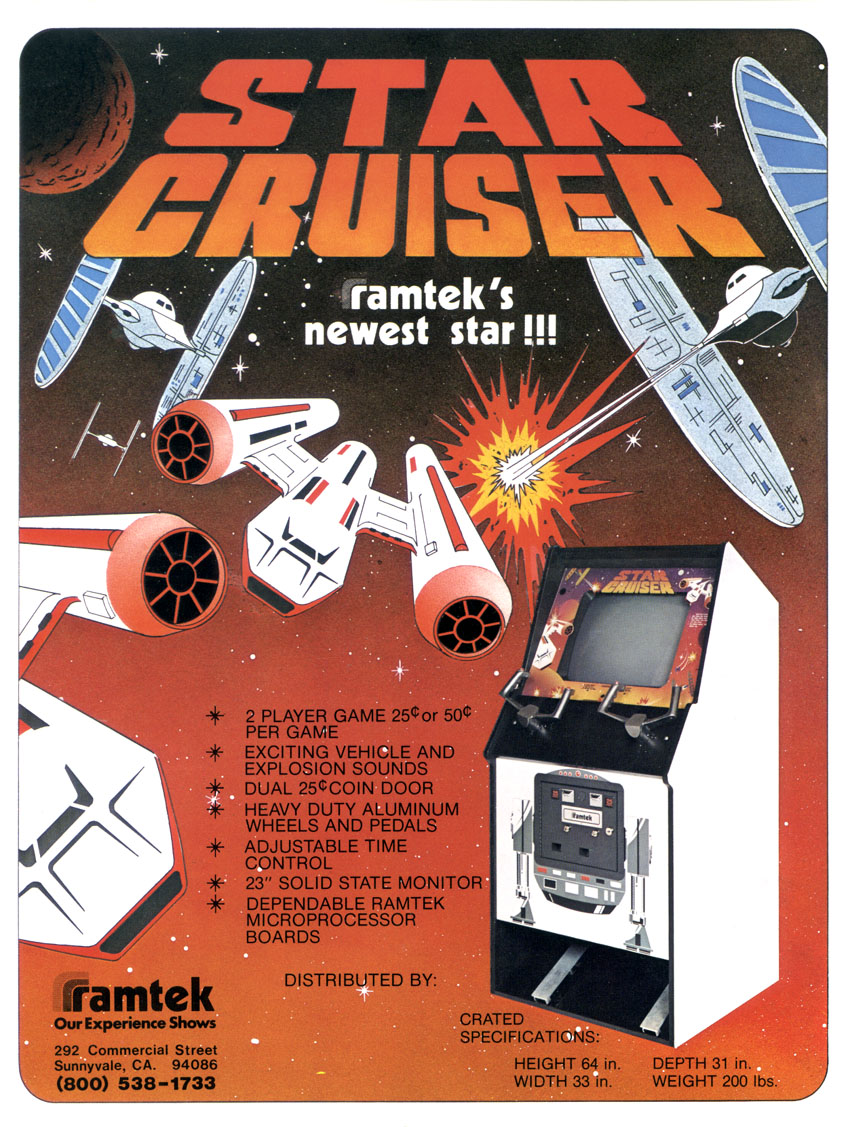 STAR
CRUISER
ramtek's
newest star!!!
STAR
CRUISER
✳ 2 PLAYER GAME 25¢ or 50¢
PER GAME
✳ EXCITING VEHICLE AND
EXPLOSION SOUNDS
✳ DUAL 25¢ COIN DOOR
✳ HEAVY DUTY ALUMINUM
WHEELS AND PEDALS
✳ ADJUSTABLE TIME
CONTROL
✳ 23" SOLID STATE MONITOR
✳ DEPENDABLE RAMTEK
MICROPROCESSOR
BOARDS
ramtek
DISTRIBUTED BY:
ramtek
Our Experience Shows
292 Commercial Street
Sunnyvale, CA. 94086
(800) 538-1733
CRATED
SPECIFICATIONS:
HEIGHT 64 in. DEPTH 31 in.
WIDTH 33 in. WEIGHT 200 lbs.